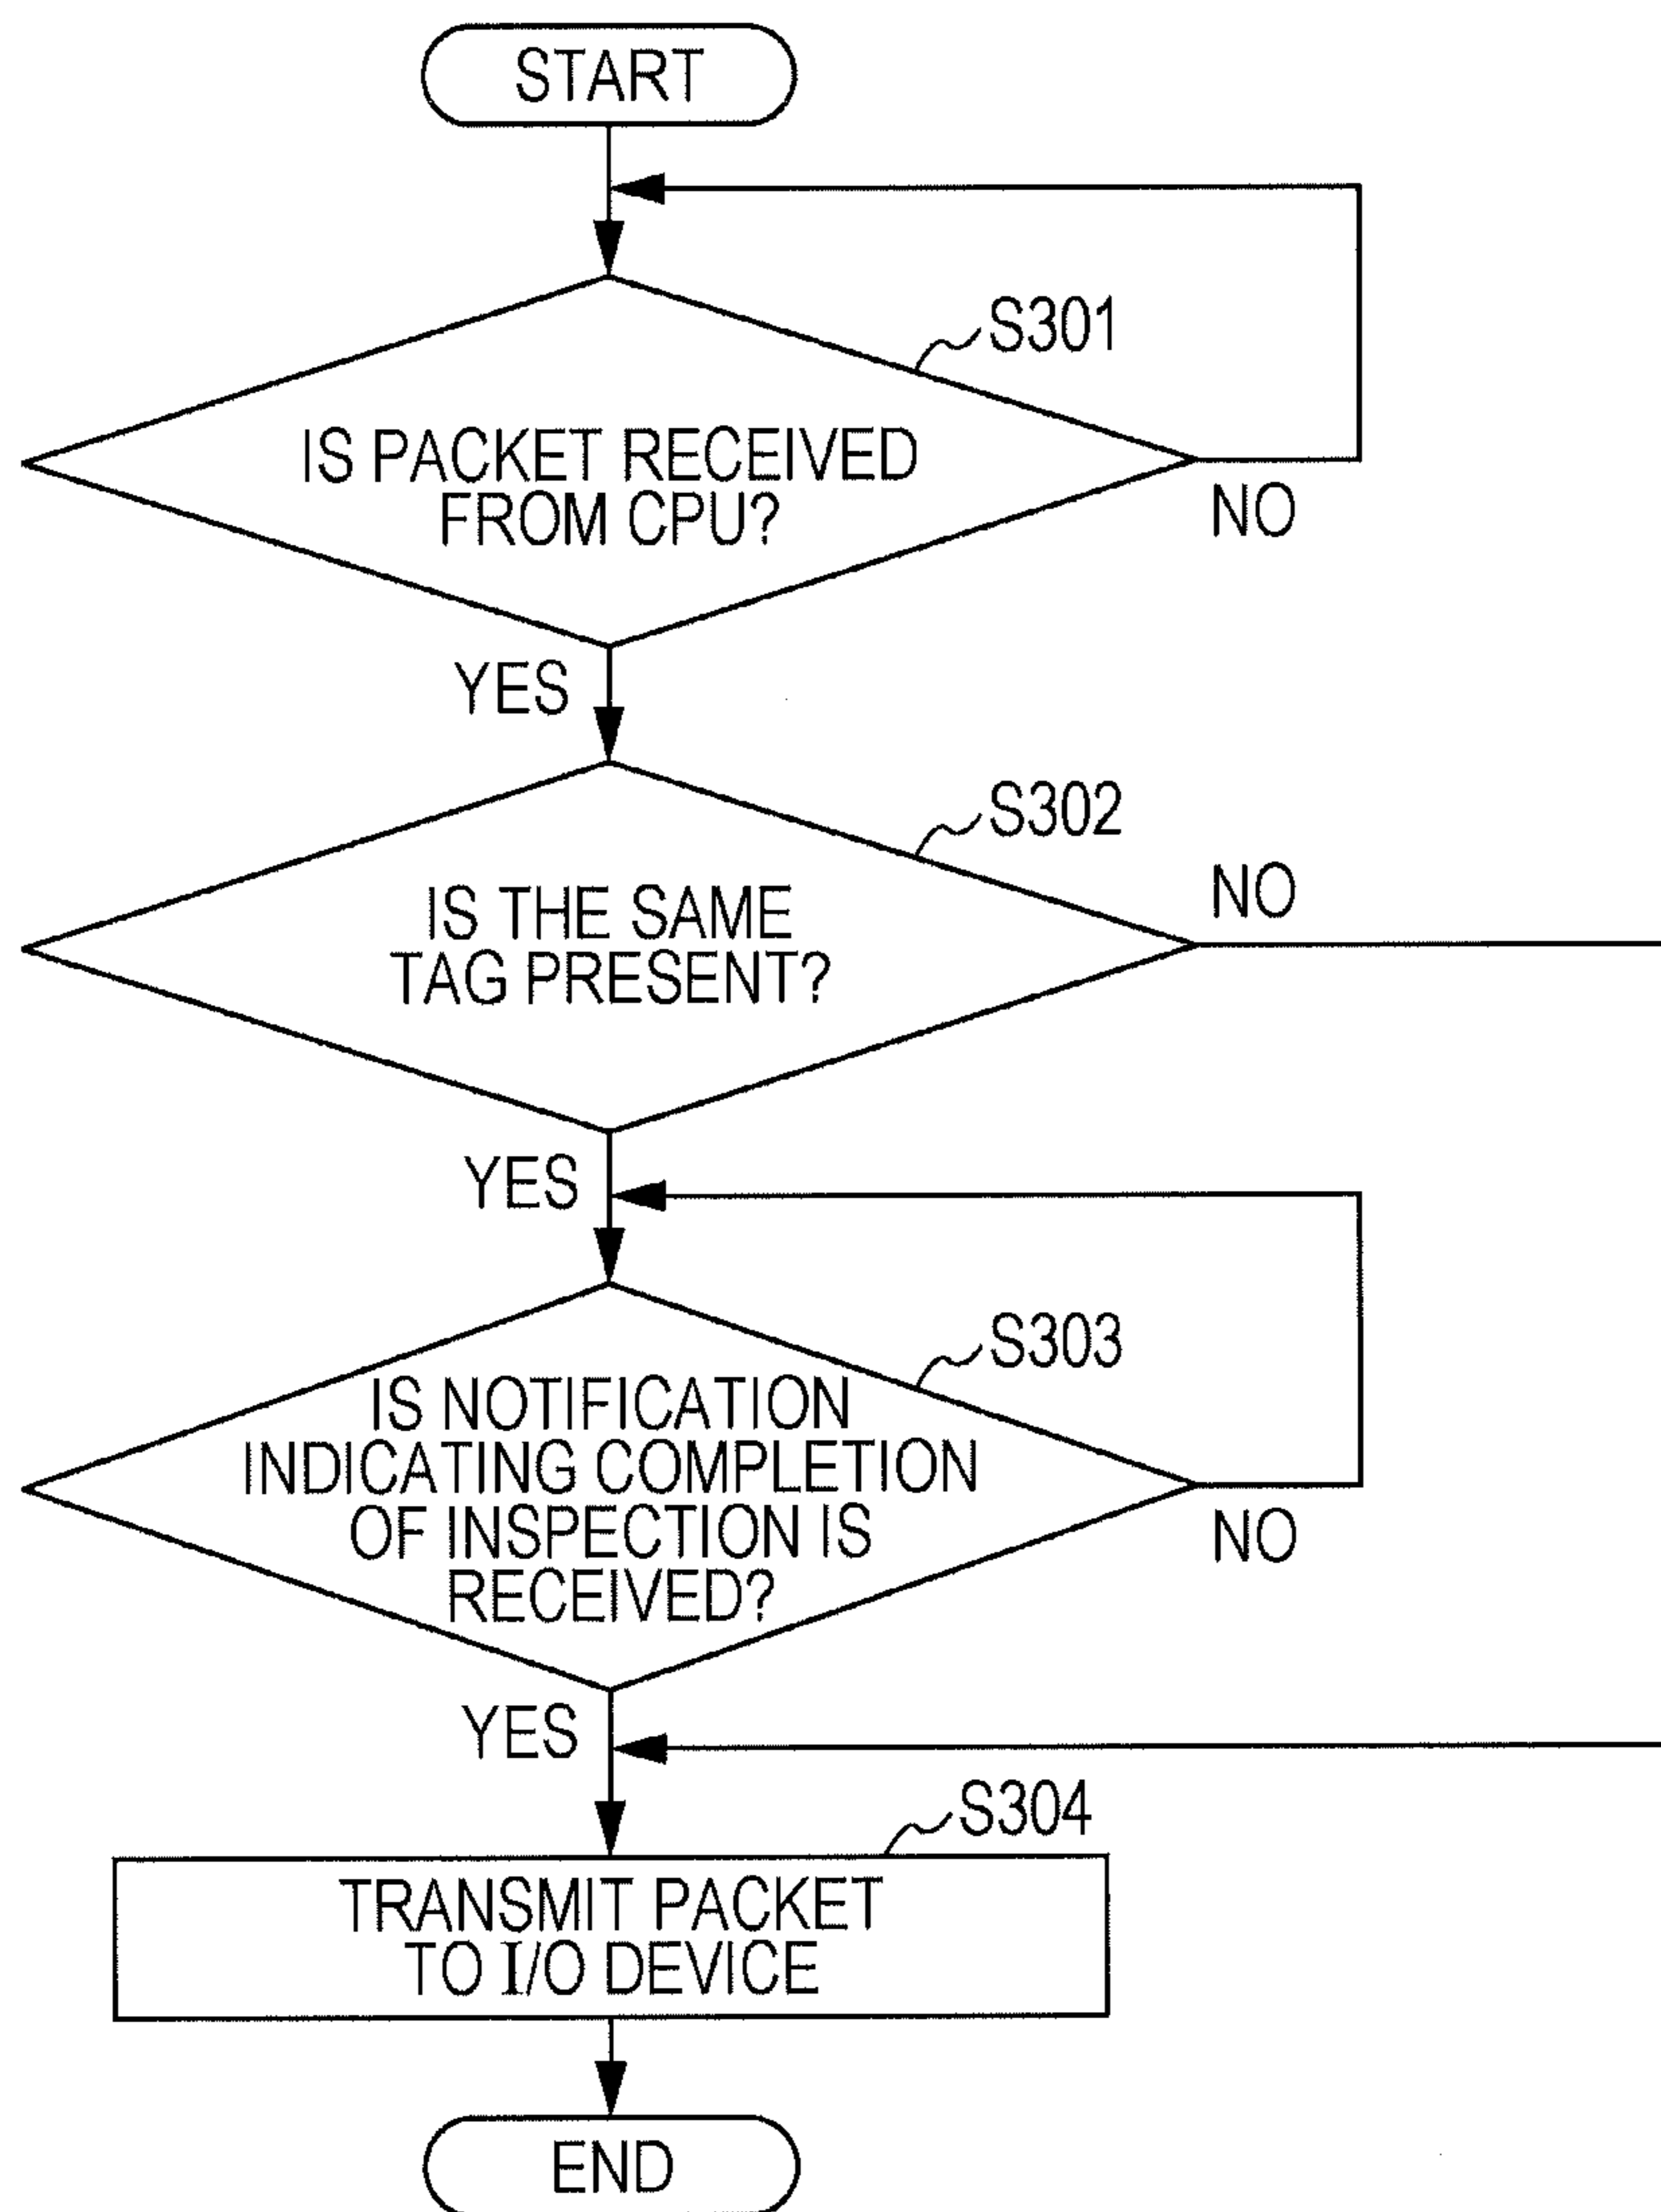 START
S301
IS PACKET RECEIVED
FROM CPU?
NO
YES
S302
NO
IS THE SAME
TAG PRESENT?
YES
S303
IS NOTIFICATION
INDICATING COMPLETION
OF INSPECTION IS
RECEIVED?
NO
YES
S304
TRANSMIT PACKET
TO I/O DEVICE
END